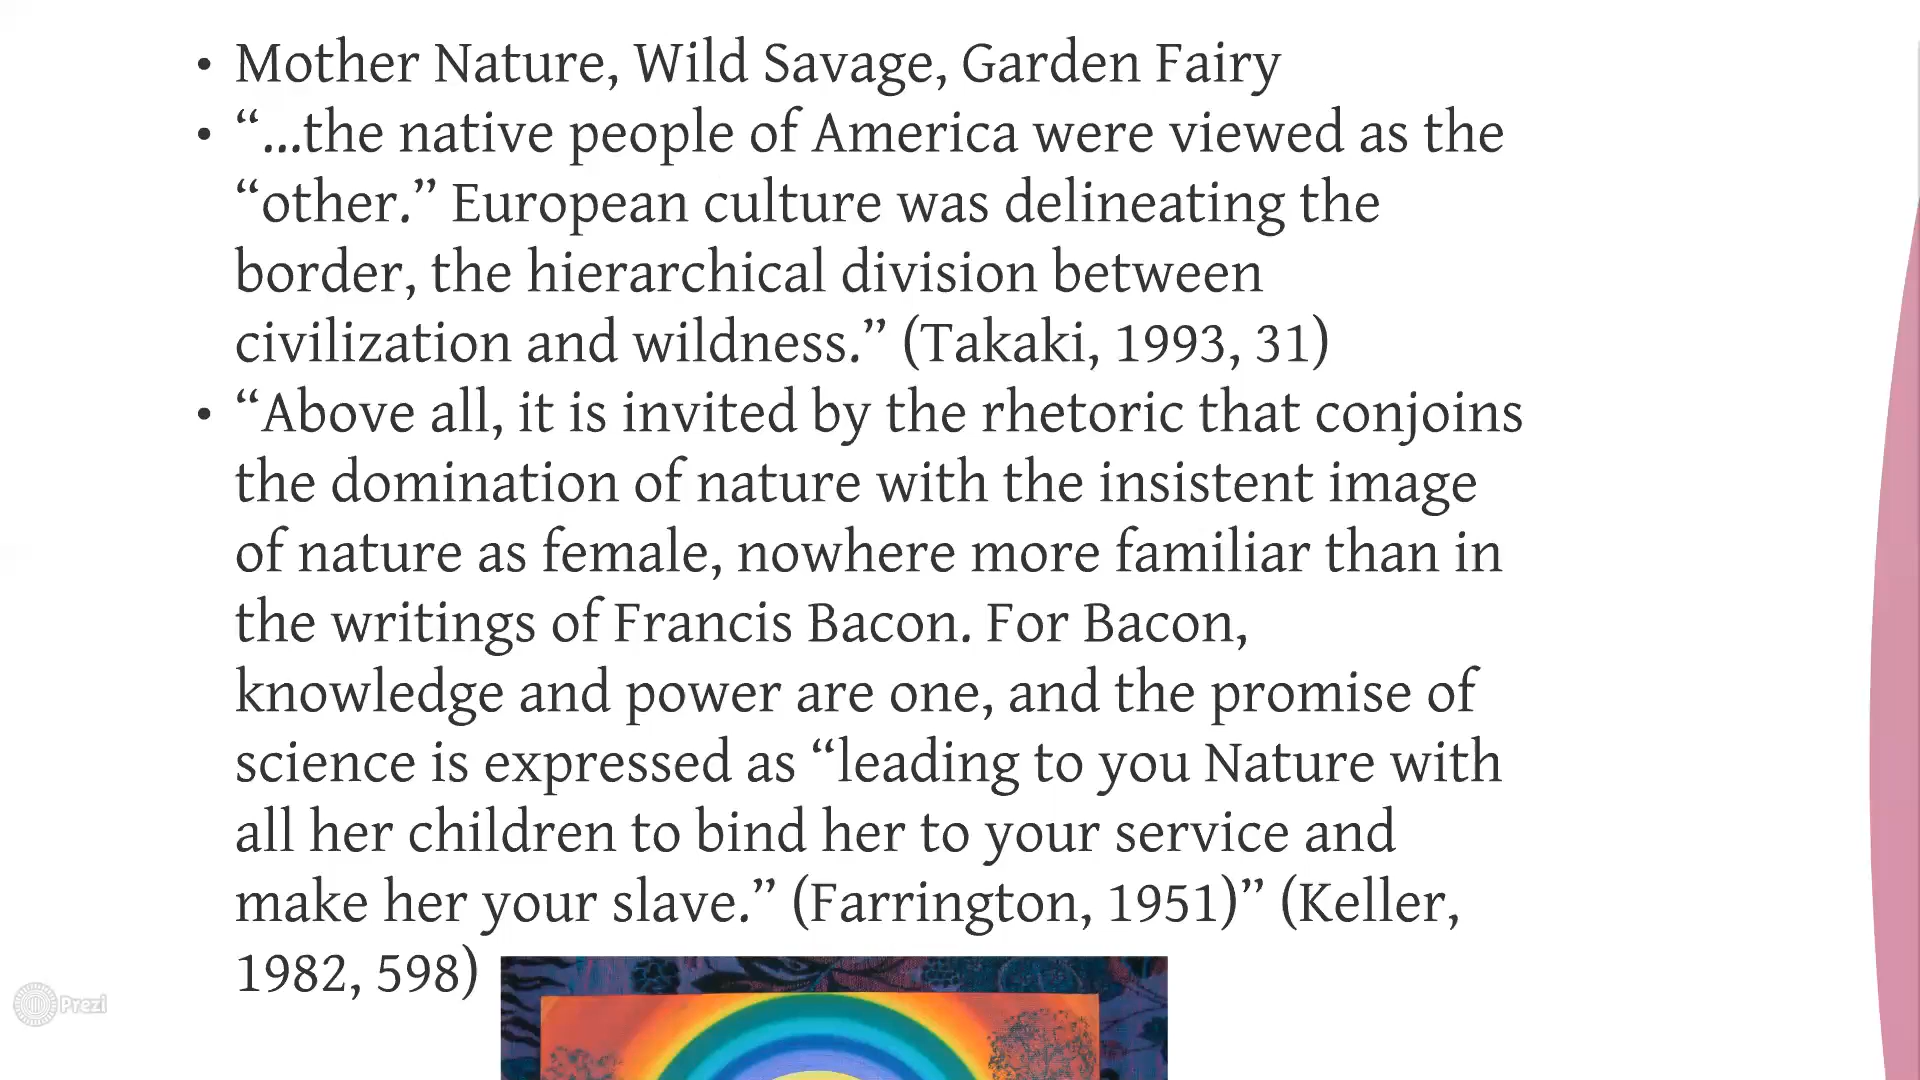 • Mother Nature, Wild Savage, Garden Fairy
• “...the native people of America were viewed as the
“other.” European culture was delineating the
border, the hierarchical division between
civilization and wildness.” (Takaki, 1993, 31)
• “Above all, it is invited by the rhetoric that conjoins
the domination of nature with the insistent image
of nature as female, nowhere more familiar than in
the writings of Francis Bacon. For Bacon,
knowledge and power are one, and the promise of
science is expressed as “leading to you Nature with
all her children to bind her to your service and
make her your slave.” (Farrington, 1951)” (Keller,
1982, 598)
Prezi